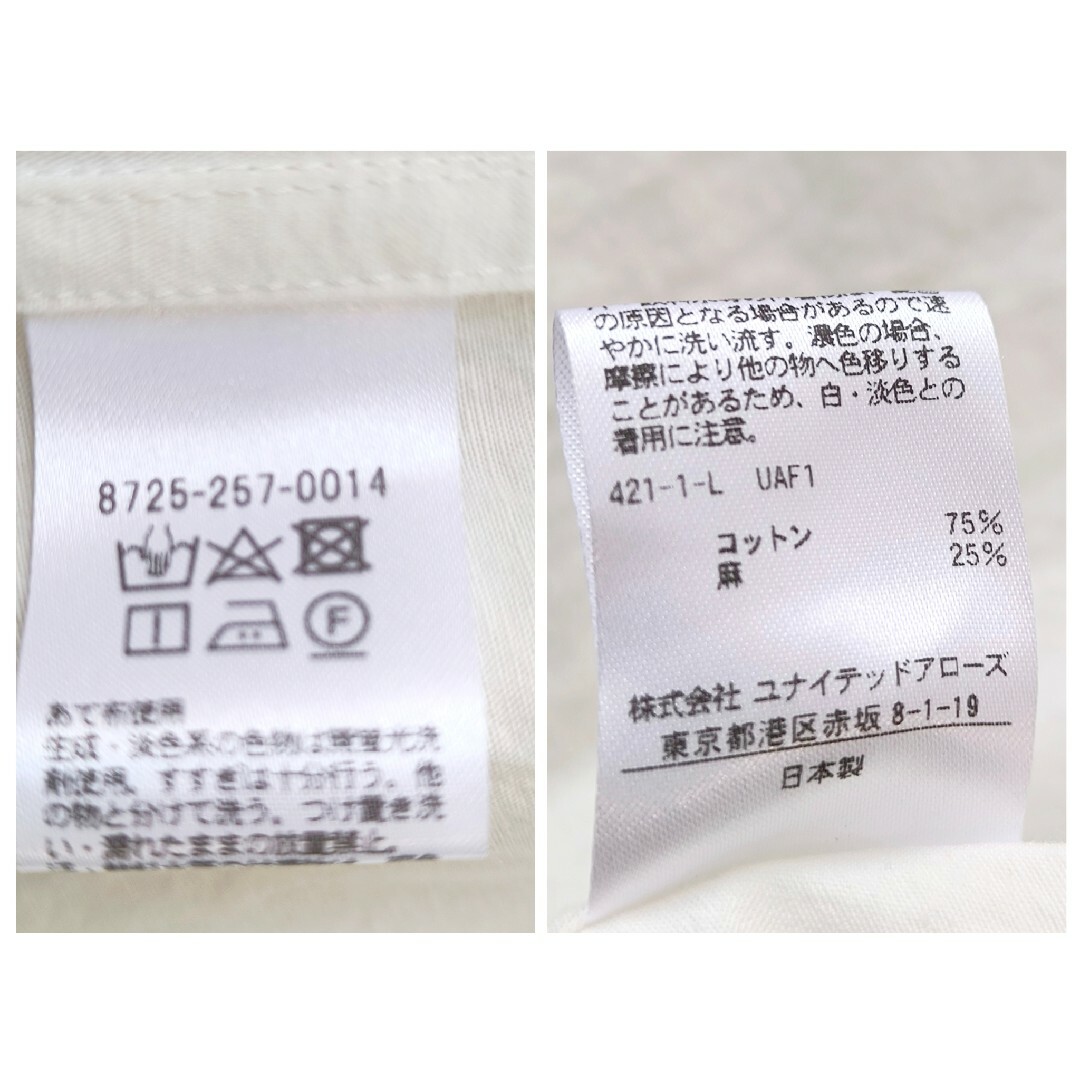 8725-257-0014
F
あて布使用
生成・淡色系の色物は無蛍光洗
剤使用。すすぎは十分行う。他
の物と分けて洗う。つけ置き洗
い・濡れたままの放置禁止。
の原因となる場合があるので速
やかに洗い流す。濃色の場合、
摩擦により他の物へ色移りする
ことがあるため、白・淡色との
着用に注意。
421-1-L UAF1
コットン 75%
麻 25%
株式会社 ユナイテッドアローズ
東京都港区赤坂 8-1-19
日本製